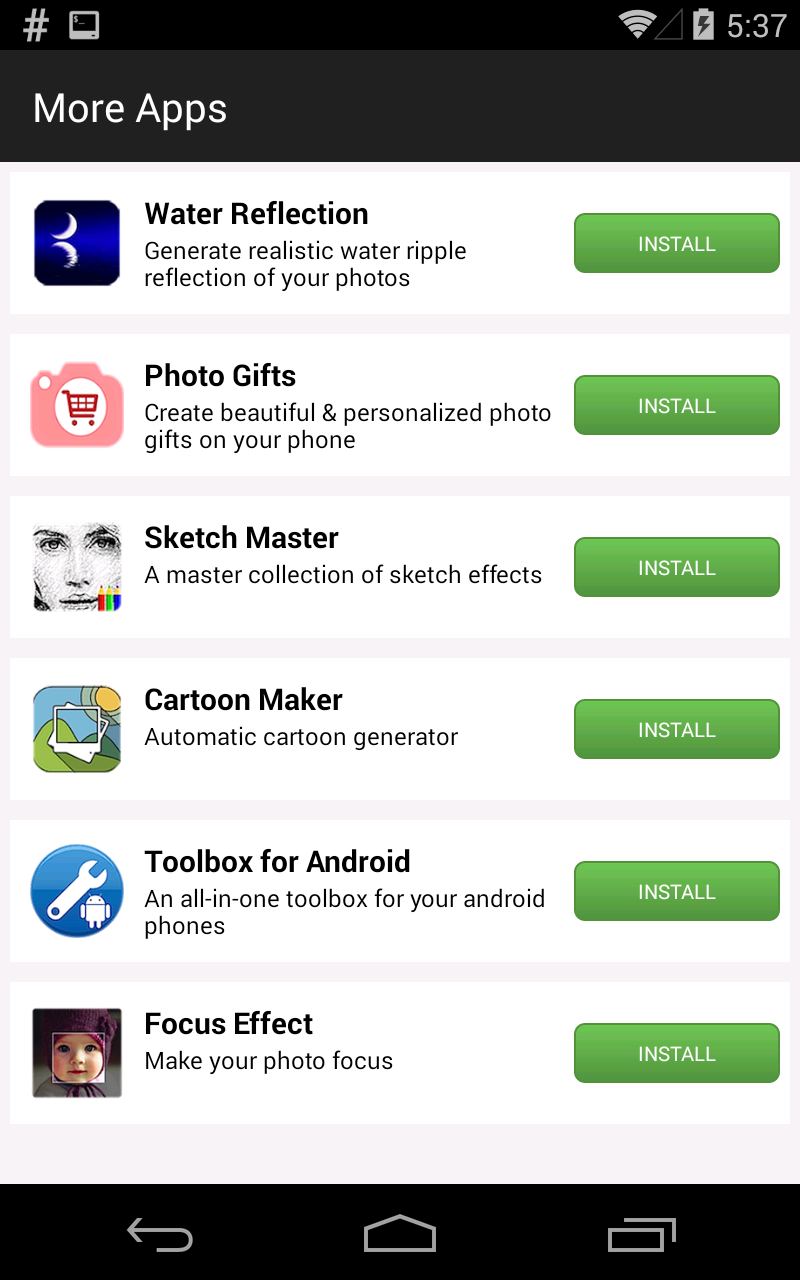 5:37
More Apps
Water Reflection
Generate realistic water ripple
reflection of your photos
INSTALL
Photo Gifts
Create beautiful & personalized photo
gifts on your phone
INSTALL
Sketch Master
A master collection of sketch effects
INSTALL
Cartoon Maker
Automatic cartoon generator
INSTALL
Toolbox for Android
An all-in-one toolbox for your android
phones
INSTALL
Focus Effect
Make your photo focus
INSTALL